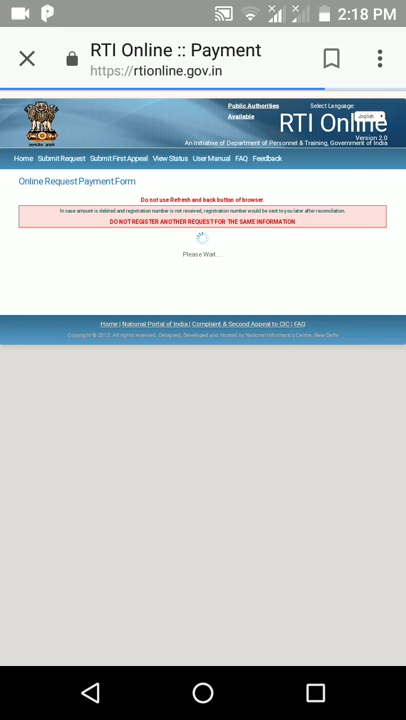 2:18 PM
RTI Online :: Payment
https://rtionline.gov.in
Public Authorities
Available
Select Language:
English
RTI Online
Version 2.0
An Initiative of Department of Personnel & Training, Government of India
Home Submit Request Submit First Appeal View Status User Manual FAQ Feedback
Online Request Payment Form
Do not use Refresh and back button of browser.
In case amount is debited and registration number is not received, registration number would be sent to you later after reconciliation.
DO NOT REGISTER ANOTHER REQUEST FOR THE SAME INFORMATION
Please Wait...
Home | National Portal of India | Complaint & Second Appeal to CIC | FAQ
All rights reserved. Designed, Developed and Hosted by National Informatics Centre, New Delhi